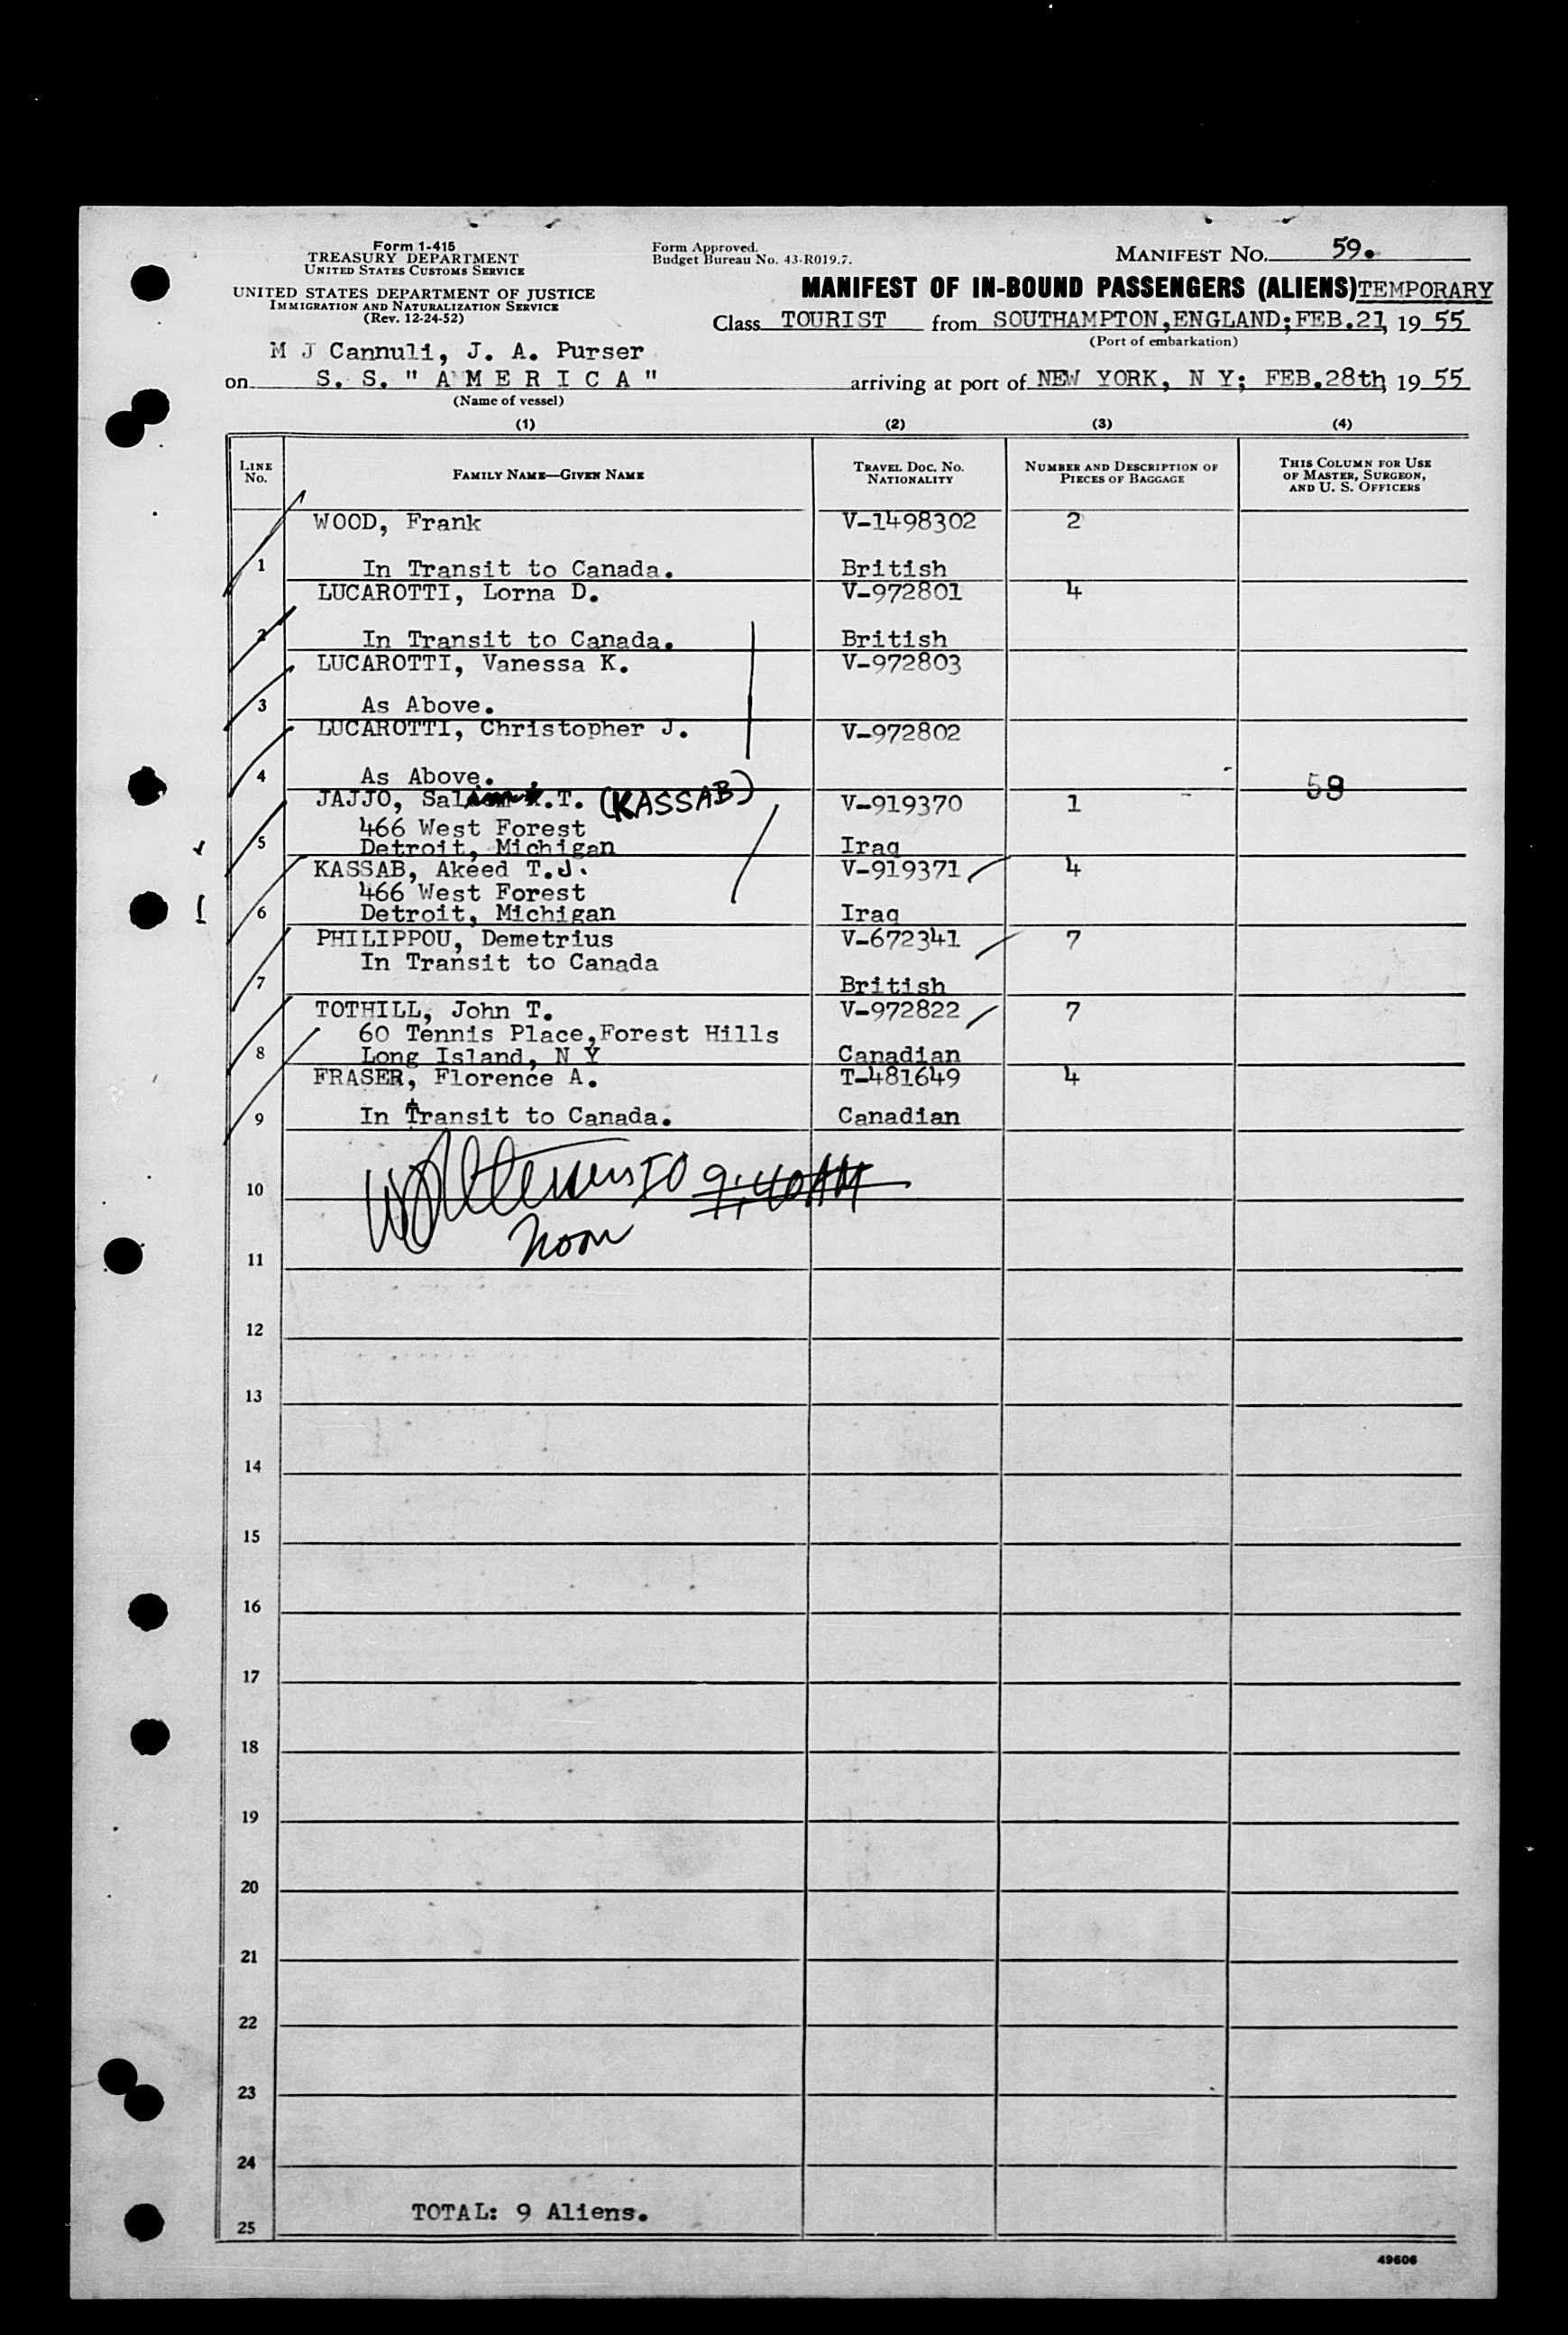 Form 1-415
TREASURY DEPARTMENT
UNITED STATES CUSTOMS SERVICE
UNITED STATES DEPARTMENT OF JUSTICE
IMMIGRATION AND NATURALIZATION SERVICE
(Rev. 12-24-52)
Form Approved.
Budget Bureau No. 43-R019.7.
MANIFEST No. 59.
MANIFEST OF IN-BOUND PASSENGERS (ALIENS) TEMPORARY
Class TOURIST from SOUTHAMPTON, ENGLAND; FEB.21, 19 55
(Port of embarkation)
M J Cannuli, J. A. Purser
on S. S. " A M E R I C A " arriving at port of NEW YORK, N Y; FEB.28th, 19 55
(Name of vessel)
(1) (2) (3) (4)
LINE No. FAMILY NAME—GIVEN NAME TRAVEL DOC. No. NATIONALITY NUMBER AND DESCRIPTION OF PIECES OF BAGGAGE THIS COLUMN FOR USE OF MASTER, SURGEON, AND U. S. OFFICERS
WOOD, Frank V-1498302 2
1 In Transit to Canada. British
LUCAROTTI, Lorna D. V-972801 4
2 In Transit to Canada. British
LUCAROTTI, Vanessa K. V-972803
3 As Above.
LUCAROTTI, Christopher J. V-972802
4 As Above. 59
JAJJO, .T. (KASSAB) V-919370 1
466 West Forest
5 Detroit, Michigan Iraq
KASSAB, Akeed T.J. V-919371 4
466 West Forest
6 Detroit, Michigan Iraq
PHILIPPOU, Demetrius V-672341 7
In Transit to Canada
7 British
TOTHILL, John T. V-972822 7
60 Tennis Place, Forest Hills
8 Long Island, N Y Canadian
FRASER, Florence A. T-481649 4
9 In Transit to Canada. Canadian
10 9:40AM
noon
11
12
13
14
15
16
17
18
19
20
21
22
23
24
TOTAL: 9 Aliens.
25
49606